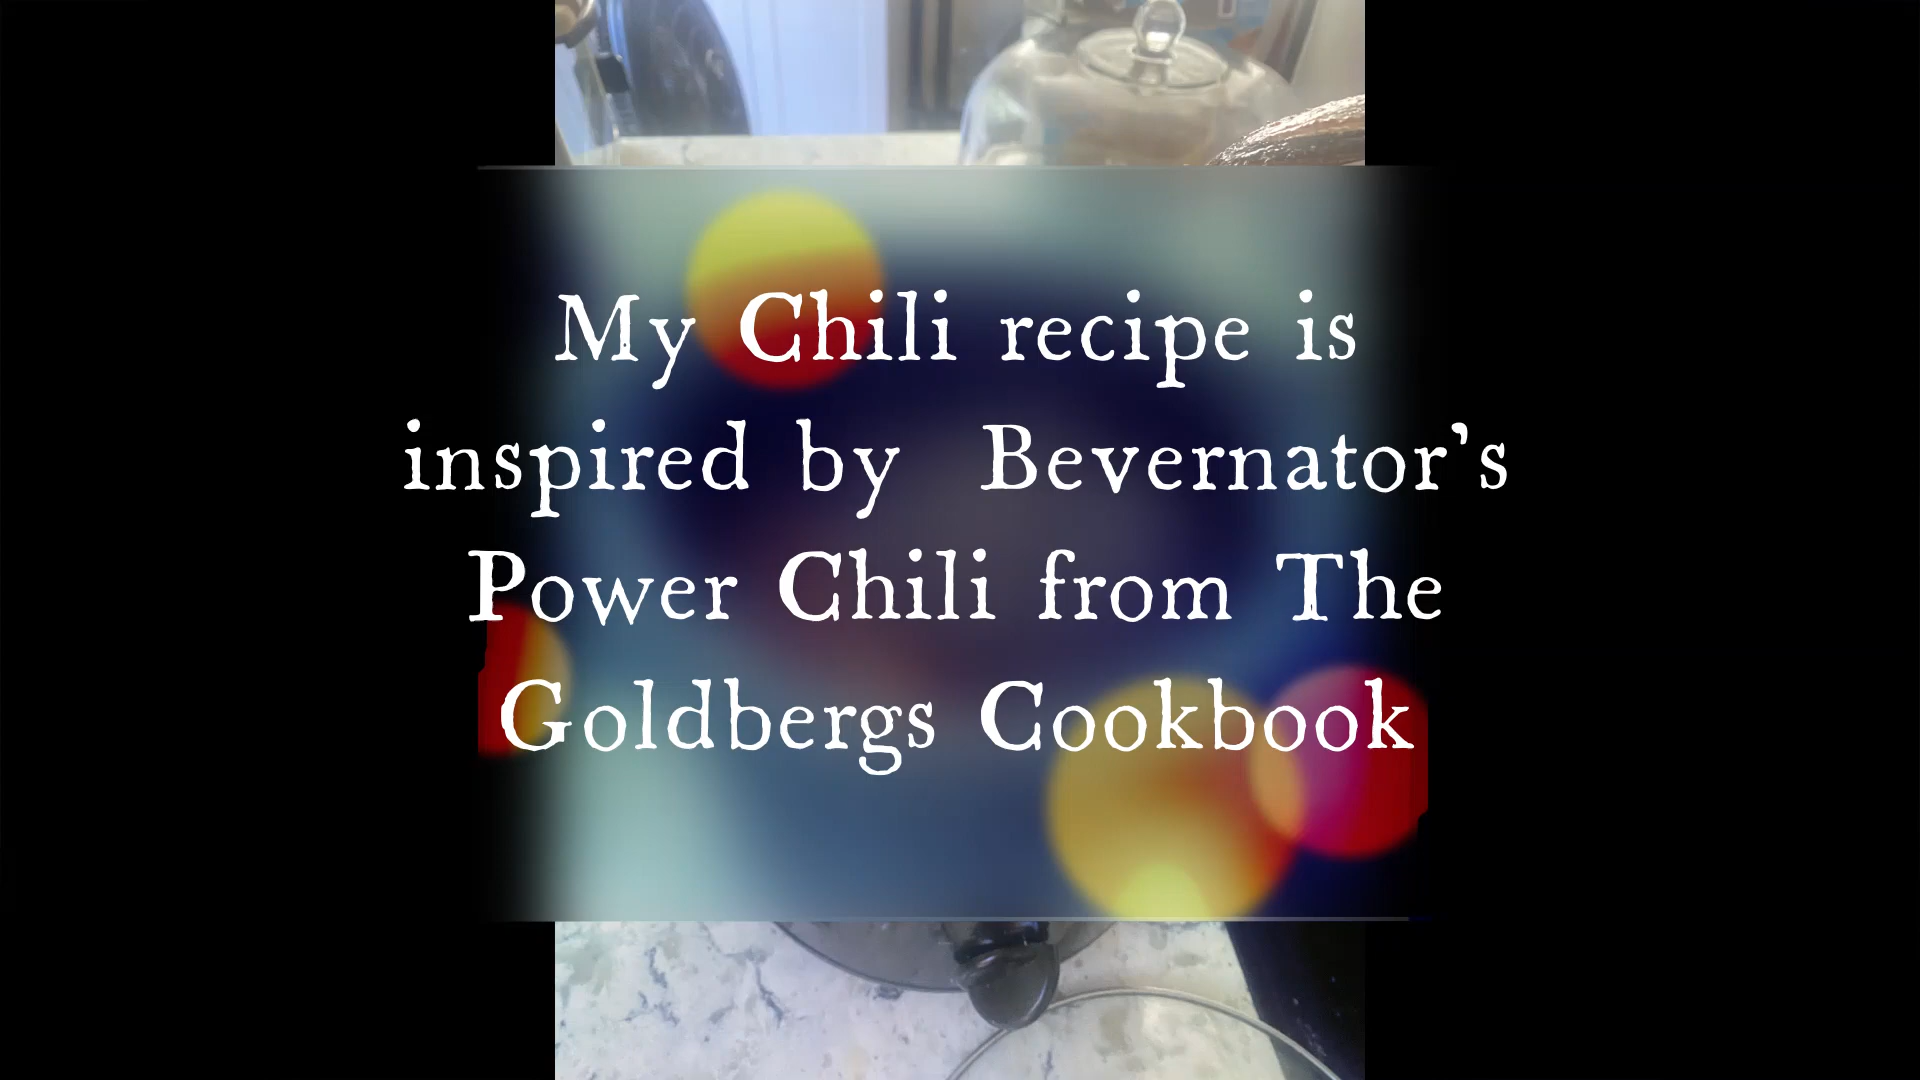 My Chili recipe is
inspired by  Bevernator's
Power Chili from The
Goldbergs Cookbook